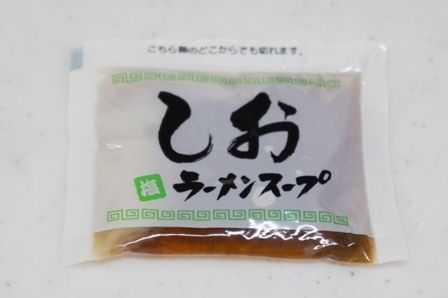 こちら側のどこからでも切れます。
しお
塩 ラーメンスープ